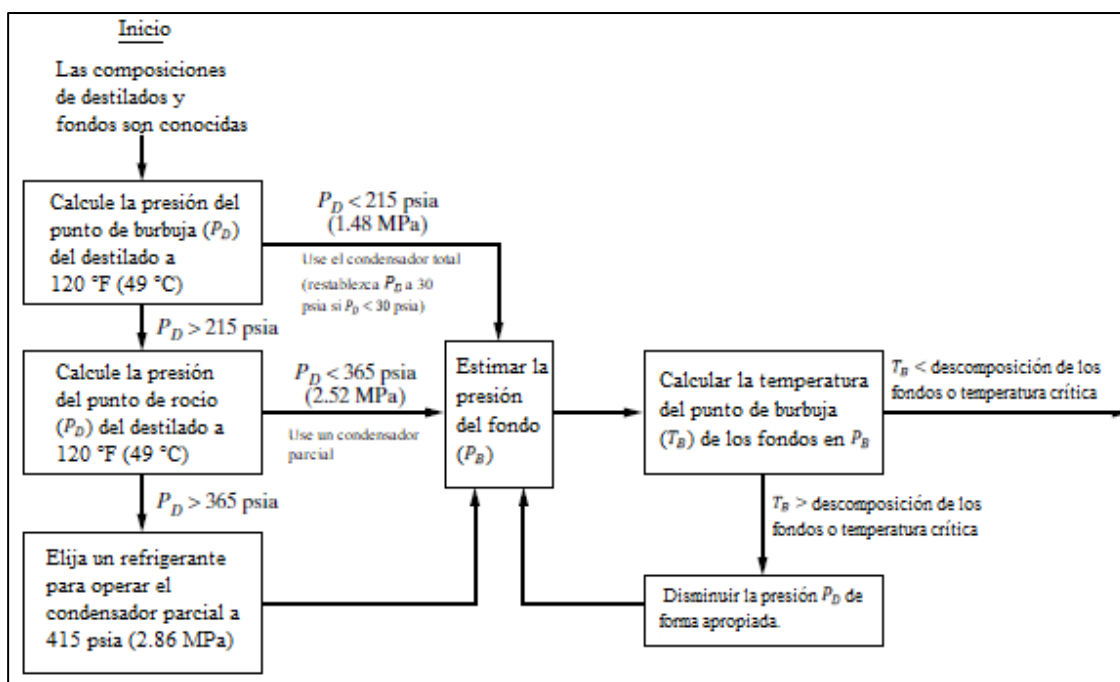 Inicio
Las composiciones
de destilados y
fondos son conocidas
Calcule la presión del
punto de burbuja (P_D)
del destilado a
120 °F (49 °C)
P_D < 215 psia
(1.48 MPa)
Use el condensador total
(restablezca P_D a 30
psia si P_D < 30 psia)
P_D > 215 psia
Calcule la presión
del punto de rocio
(P_D) del destilado a
120 °F (49 °C)
P_D < 365 psia
(2.52 MPa)
Use un condensador
parcial
P_D > 365 psia
Elija un refrigerante
para operar el
condensador parcial a
415 psia (2.86 MPa)
Estimar la
presión
del fondo
(P_B)
Calcular la temperatura
del punto de burbuja
(T_B) de los fondos en P_B
T_B < descomposición de los
fondos o temperatura crítica
T_B > descomposición de los
fondos o temperatura crítica
Disminuir la presión P_D de
forma apropiada.